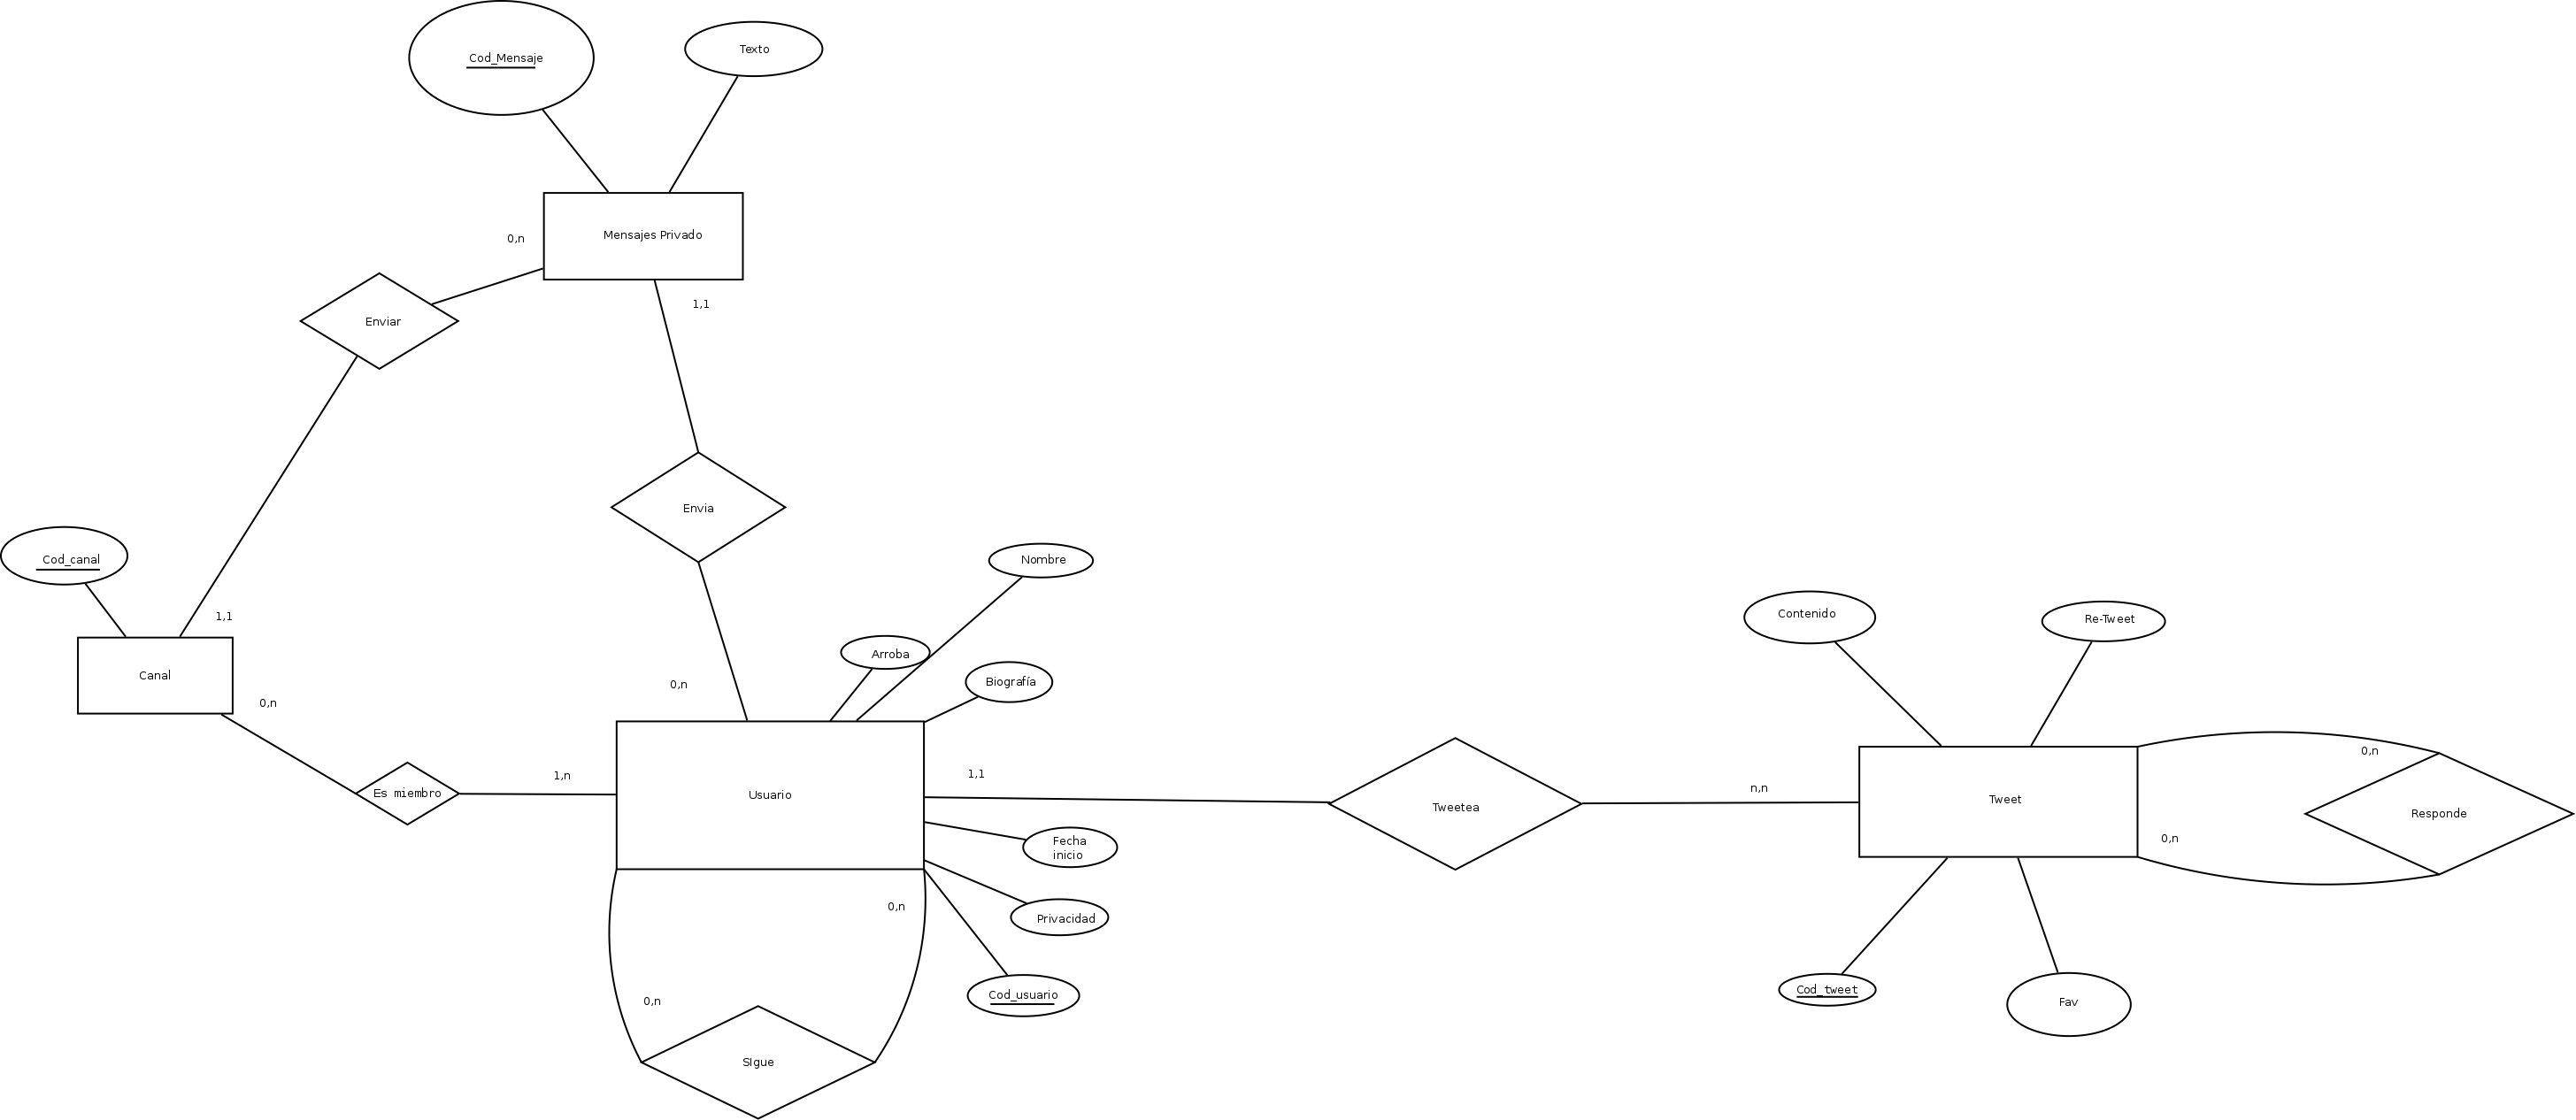 Cod_Mensaje
Texto
Mensajes Privado
0,n
1,1
Enviar
Envia
Cod_canal
Nombre
1,1
Contenido
Re-Tweet
Arroba
Canal
Biografía
0,n
0,n
1,n
1,1
n,n
0,n
Es miembro
Usuario
Tweetea
Tweet
Responde
0,n
Fecha
inicio
0,n
Privacidad
Cod_usuario
Cod_tweet
0,n
Fav
SIgue